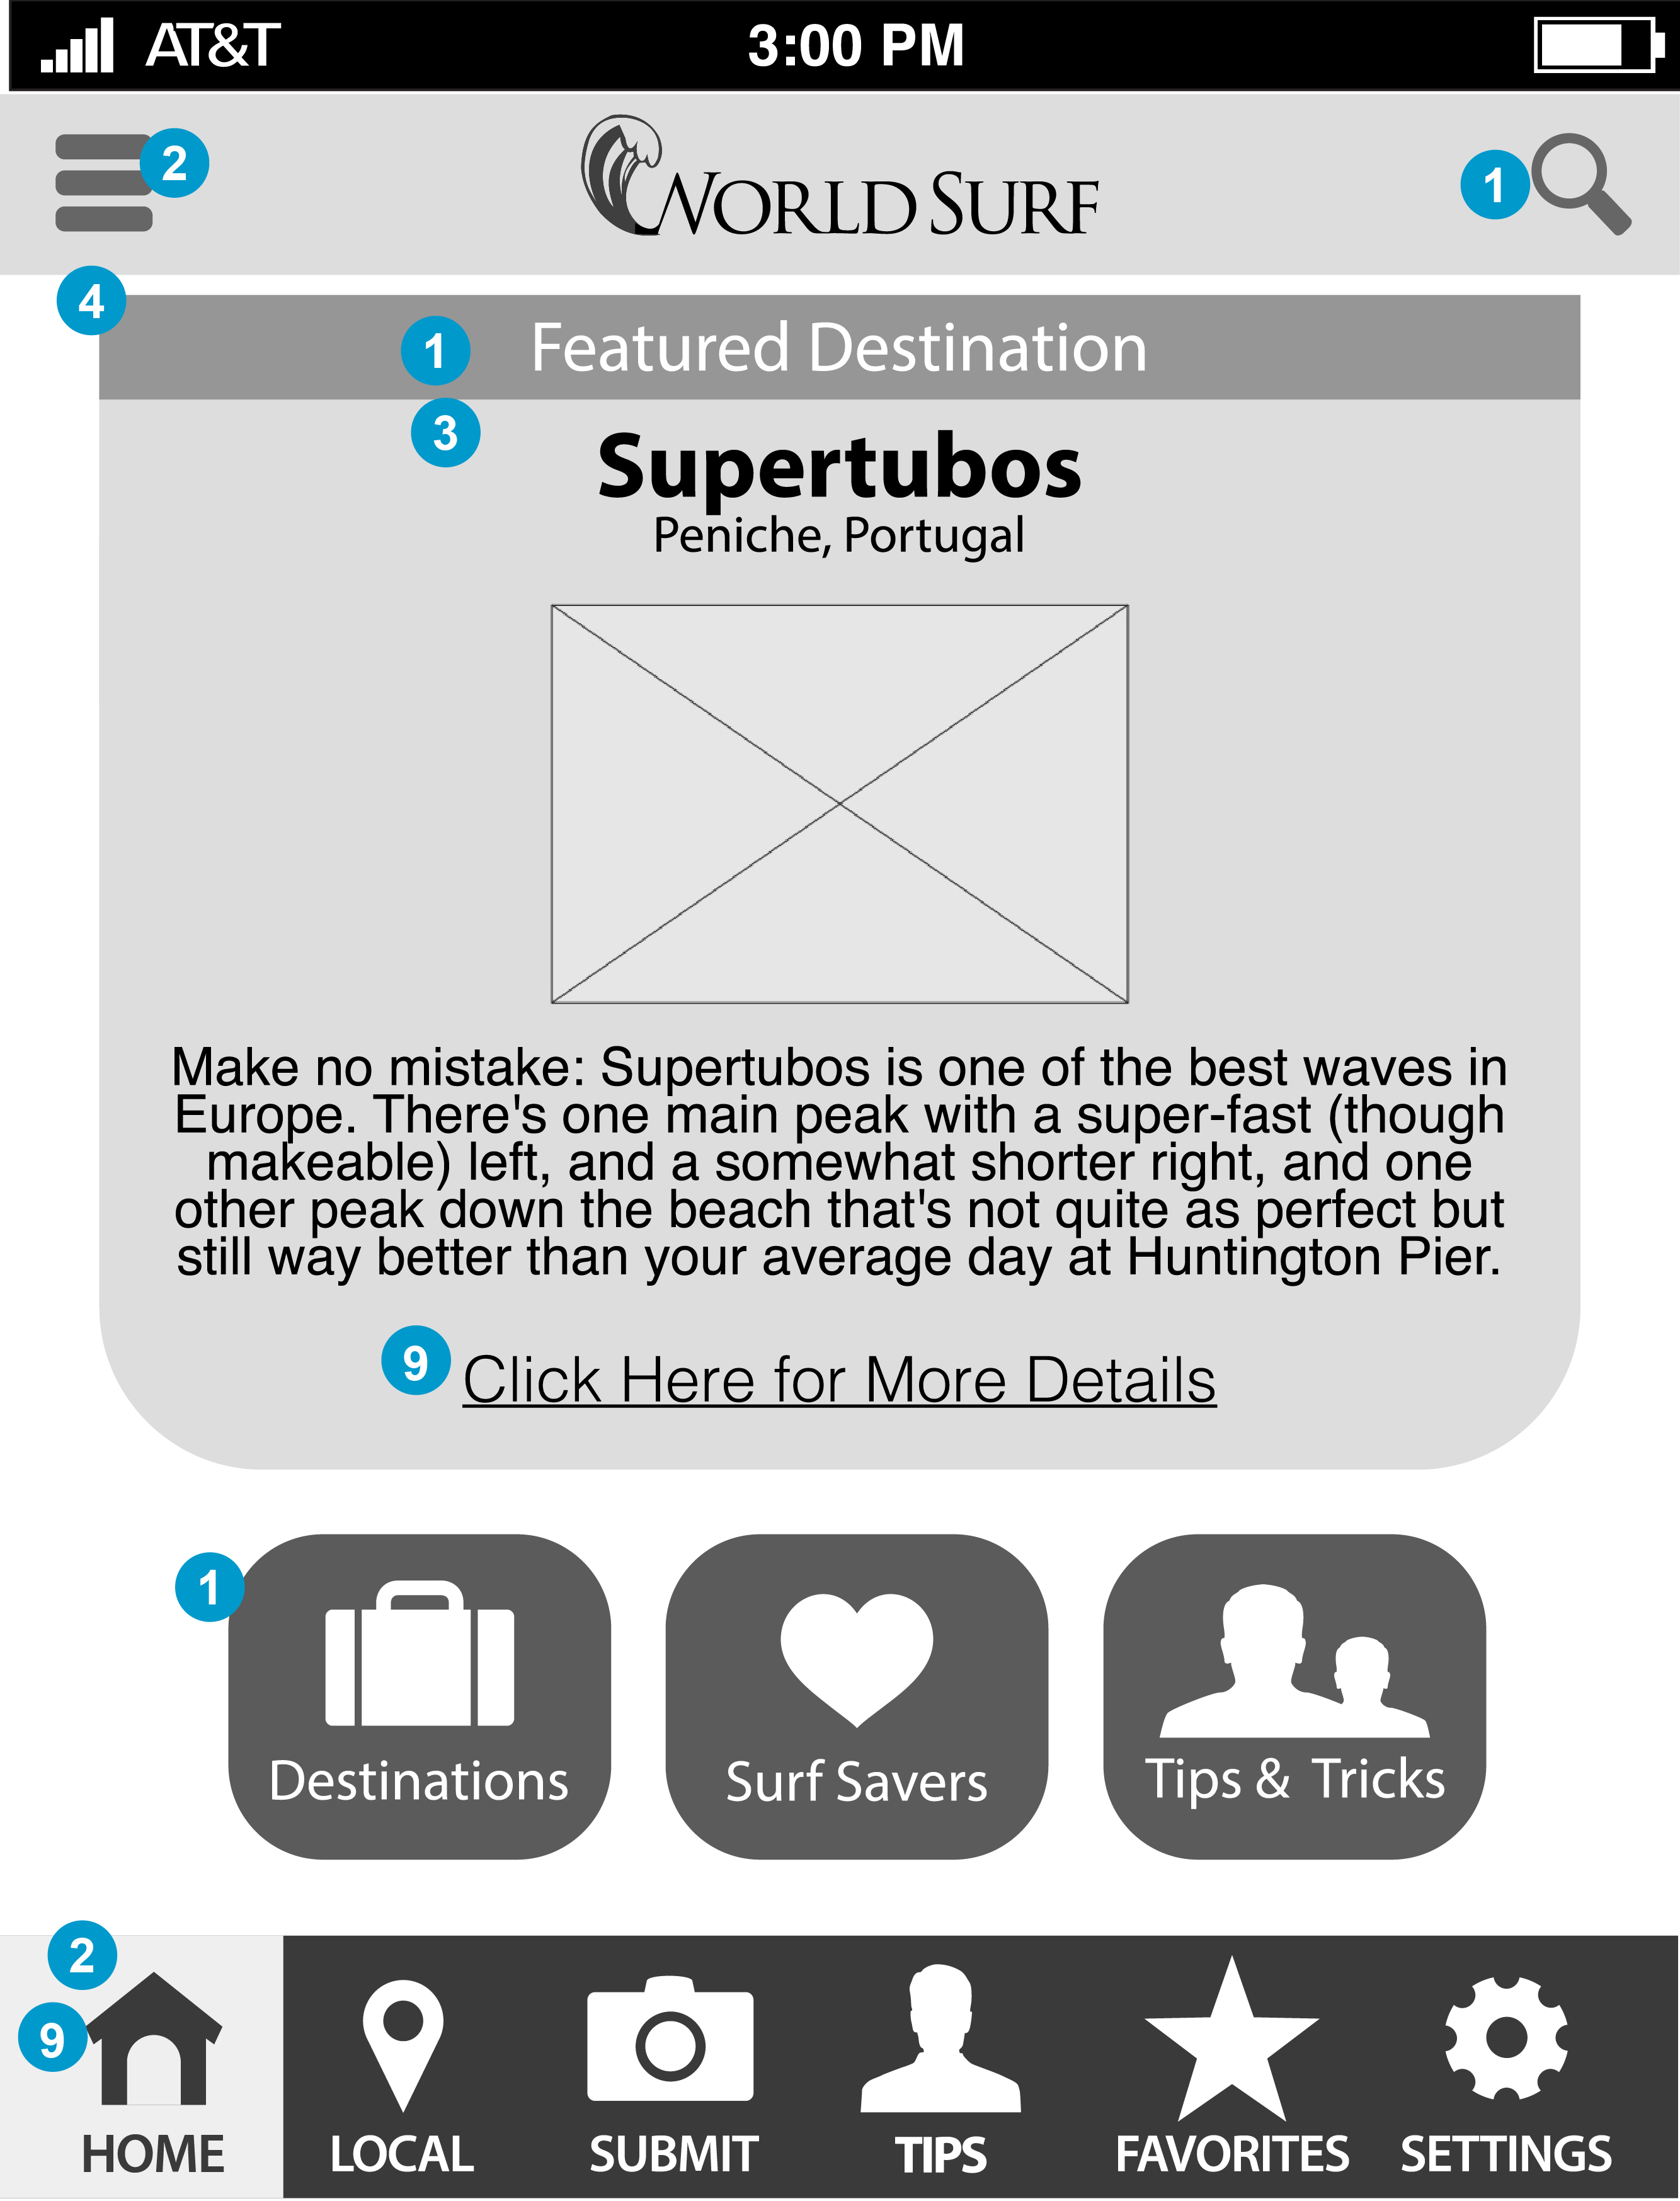 AT&T 3:00 PM
2 WORLD SURF 1
4
1 Featured Destination
3
Supertubos
Peniche, Portugal
Make no mistake: Supertubos is one of the best waves in
Europe. There's one main peak with a super-fast (though
makeable) left, and a somewhat shorter right, and one
other peak down the beach that's not quite as perfect but
still way better than your average day at Huntington Pier.
9 Click Here for More Details
1
Destinations Surf Savers Tips & Tricks
2
9
HOME LOCAL SUBMIT TIPS FAVORITES SETTINGS